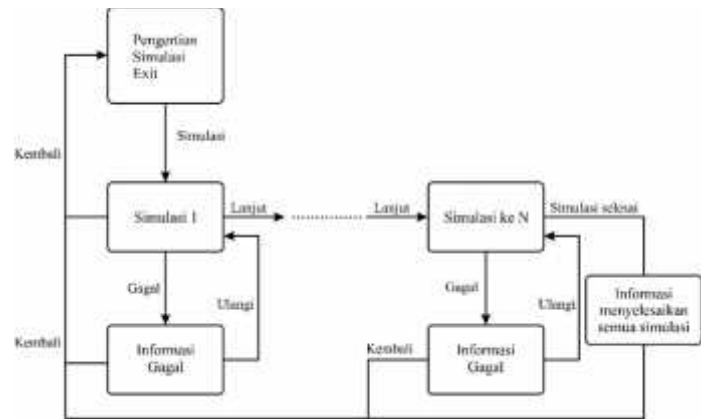 Pengertian
Simulasi
Exit
Simulasi
Kembali
Simulasi 1
Lanjut
Lanjut
Simulasi ke N
Simulasi selesai
Gagal
Ulangi
Gagal
Ulangi
Informasi
menyelesaikan
semua simulasi
Kembali
Informasi
Gagal
Kembali
Informasi
Gagal